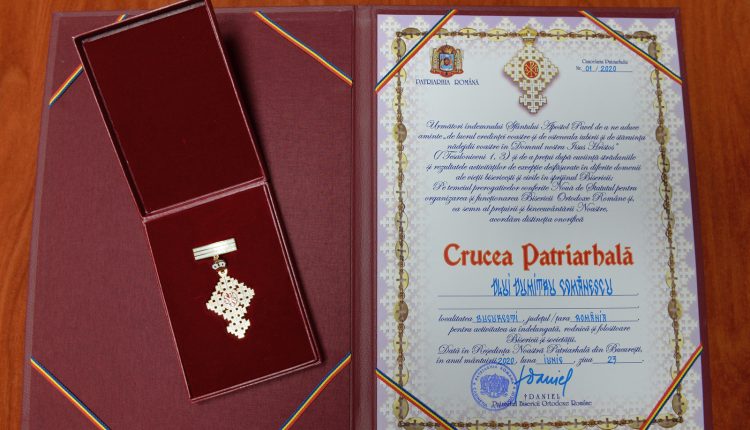 PATRIARHIA ROMÂNĂ
Cancelaria Patriarhală
Nr. 01 / 2020
Următori îndemnului Sfântului Apostol Pavel de a ne aduce
aminte „de lucrul credinței voastre și de osteneala iubirii și de stăruința
nădejdii voastre în Domnul nostru Iisus Hristos”
(I Tesaloniceni 1, 3) și de a prețui după cuviință strădaniile
și rezultatele activităților de excepție desfășurate în diferite domenii
ale vieții bisericești și civile în sprijinul Bisericii;
Pe temeiul prerogativelor conferite Nouă de Statutul pentru
organizarea și funcționarea Bisericii Ortodoxe Române și,
ca semn al prețuirii și binecuvântării Noastre,
acordăm distincția onorifică
Crucea Patriarhală
DLUI DUMITRU COMĂNESCU
localitatea BUCUREȘTI, județul / țara ROMÂNIA
pentru activitatea sa îndelungată, rodnică și folositoare
Bisericii și societății.
Dată în Reședința Noastră Patriarhală din București,
în anul mântuirii 2020, luna IUNIE ziua 29.
Daniel
† DANIEL
Patriarhul Bisericii Ortodoxe Române